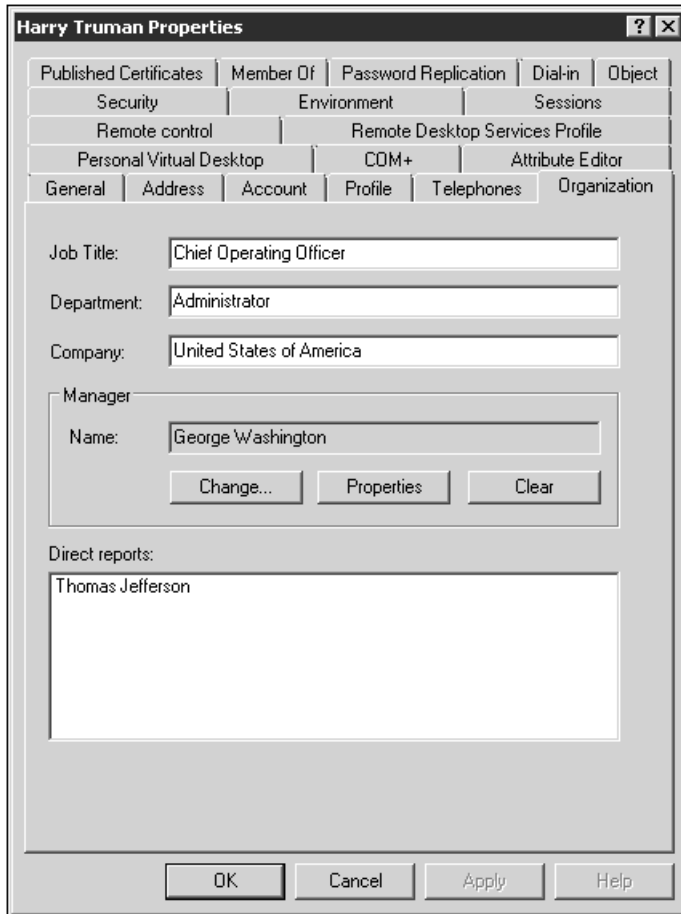 Harry Truman Properties
Published Certificates Member Of Password Replication Dial-in Object
Security Environment Sessions
Remote control Remote Desktop Services Profile
Personal Virtual Desktop COM+ Attribute Editor
General Address Account Profile Telephones Organization
Job Title: Chief Operating Officer
Department: Administrator
Company: United States of America
Manager
Name: George Washington
Change... Properties Clear
Direct reports:
Thomas Jefferson
OK Cancel Apply Help